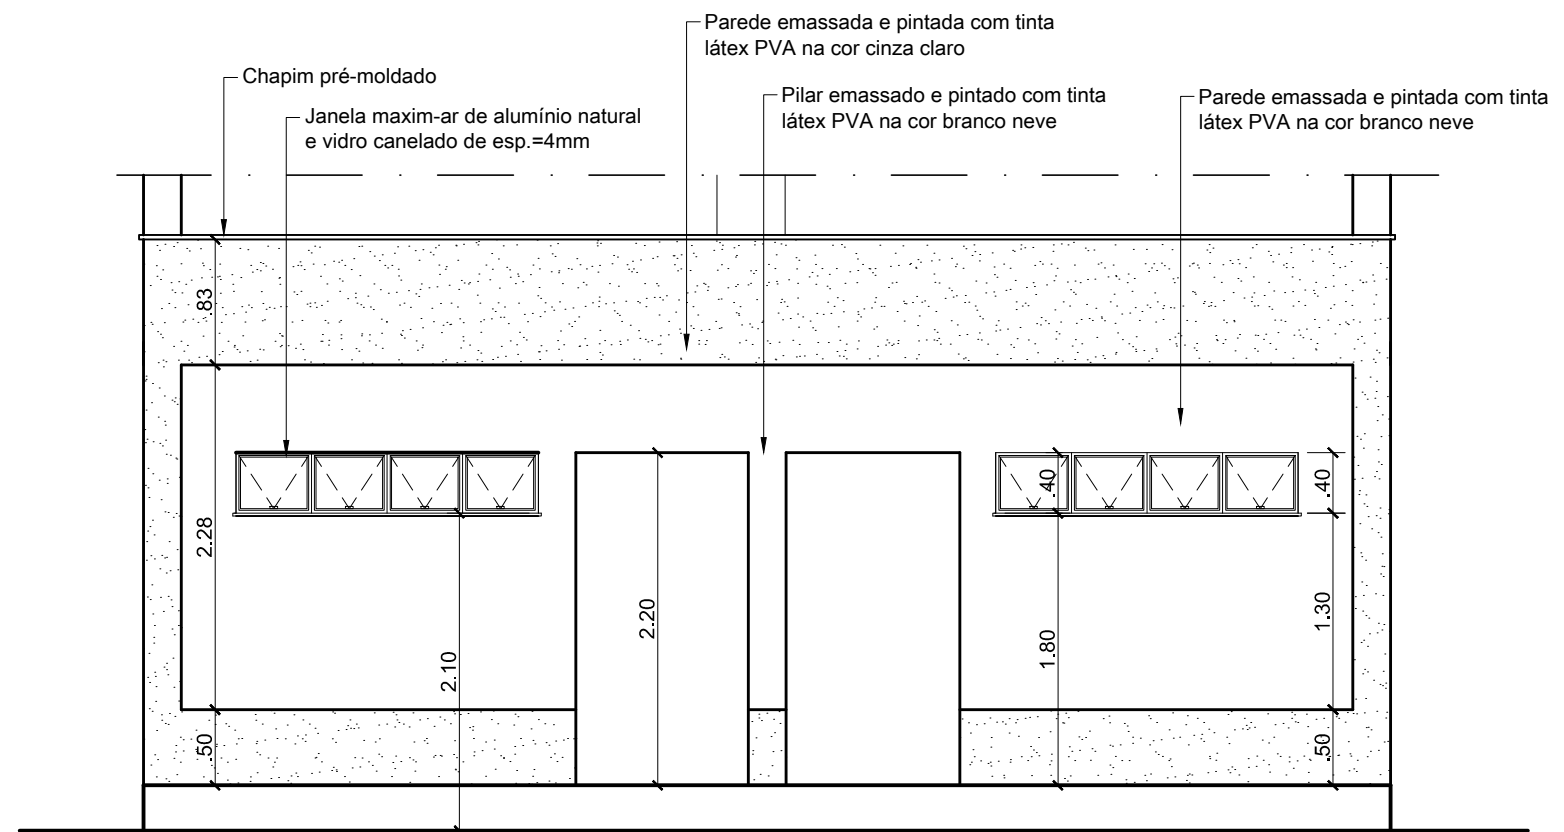 Parede emassada e pintada com tinta
látex PVA na cor cinza claro
Chapim pré-moldado
Janela maxim-ar de alumínio natural
e vidro canelado de esp.=4mm
Pilar emassado e pintado com tinta
látex PVA na cor branco neve
Parede emassada e pintada com tinta
látex PVA na cor branco neve
.83
2.28
.50
2.10
2.20
.40
1.80
.40
1.30
.50